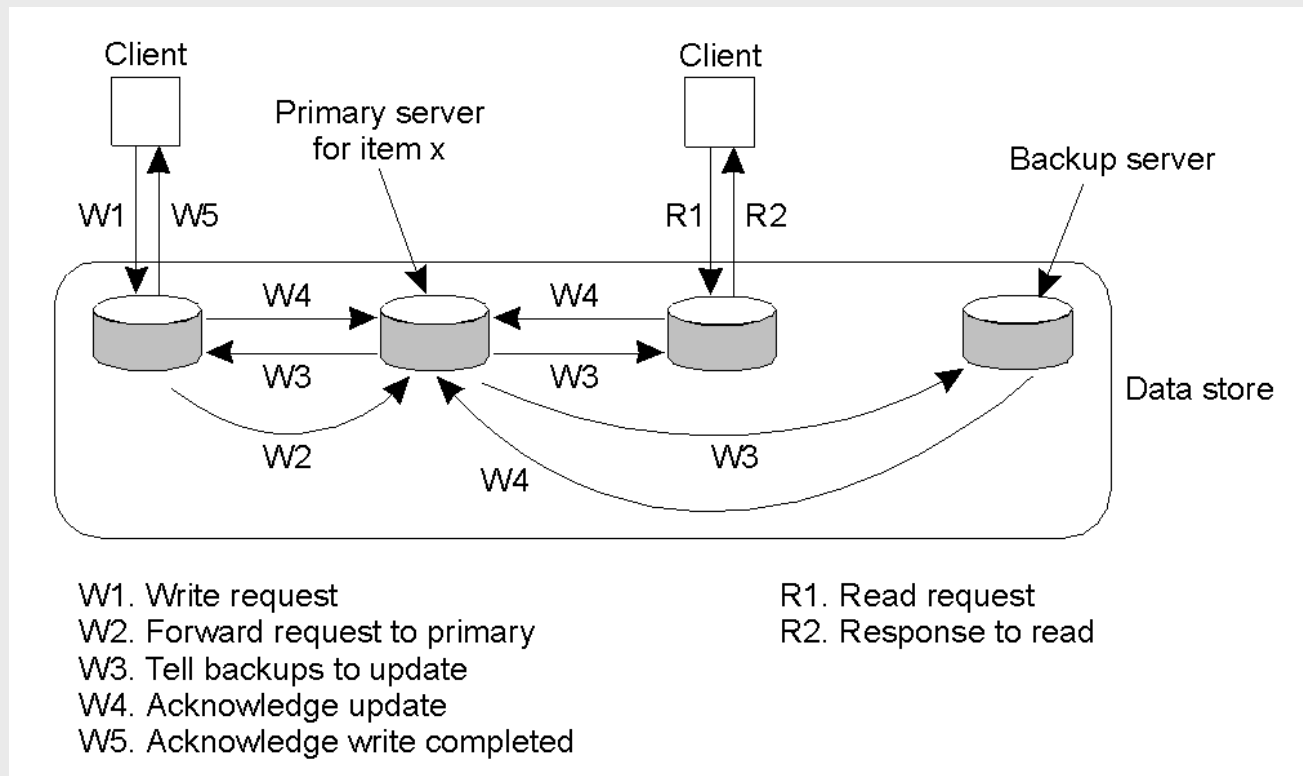 Client
Client
Primary server
for item x
Backup server
W1
W5
R1
R2
W4
W4
W3
W3
Data store
W2
W3
W4
W1. Write request
W2. Forward request to primary
W3. Tell backups to update
W4. Acknowledge update
W5. Acknowledge write completed
R1. Read request
R2. Response to read